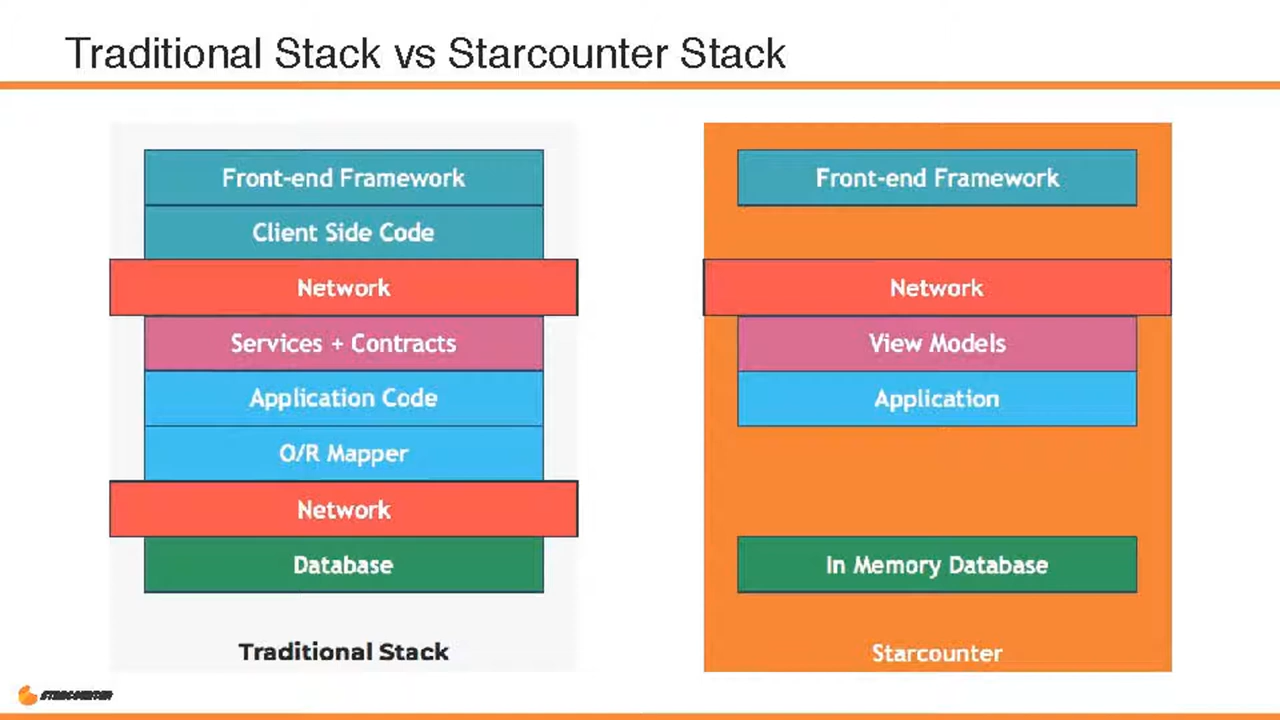 Traditional Stack vs Starcounter Stack
Front-end Framework
Client Side Code
Network
Services + Contracts
Application Code
O/R Mapper
Network
Database
Traditional Stack
Front-end Framework
Network
View Models
Application
In Memory Database
Starcounter
STARCOUNTER